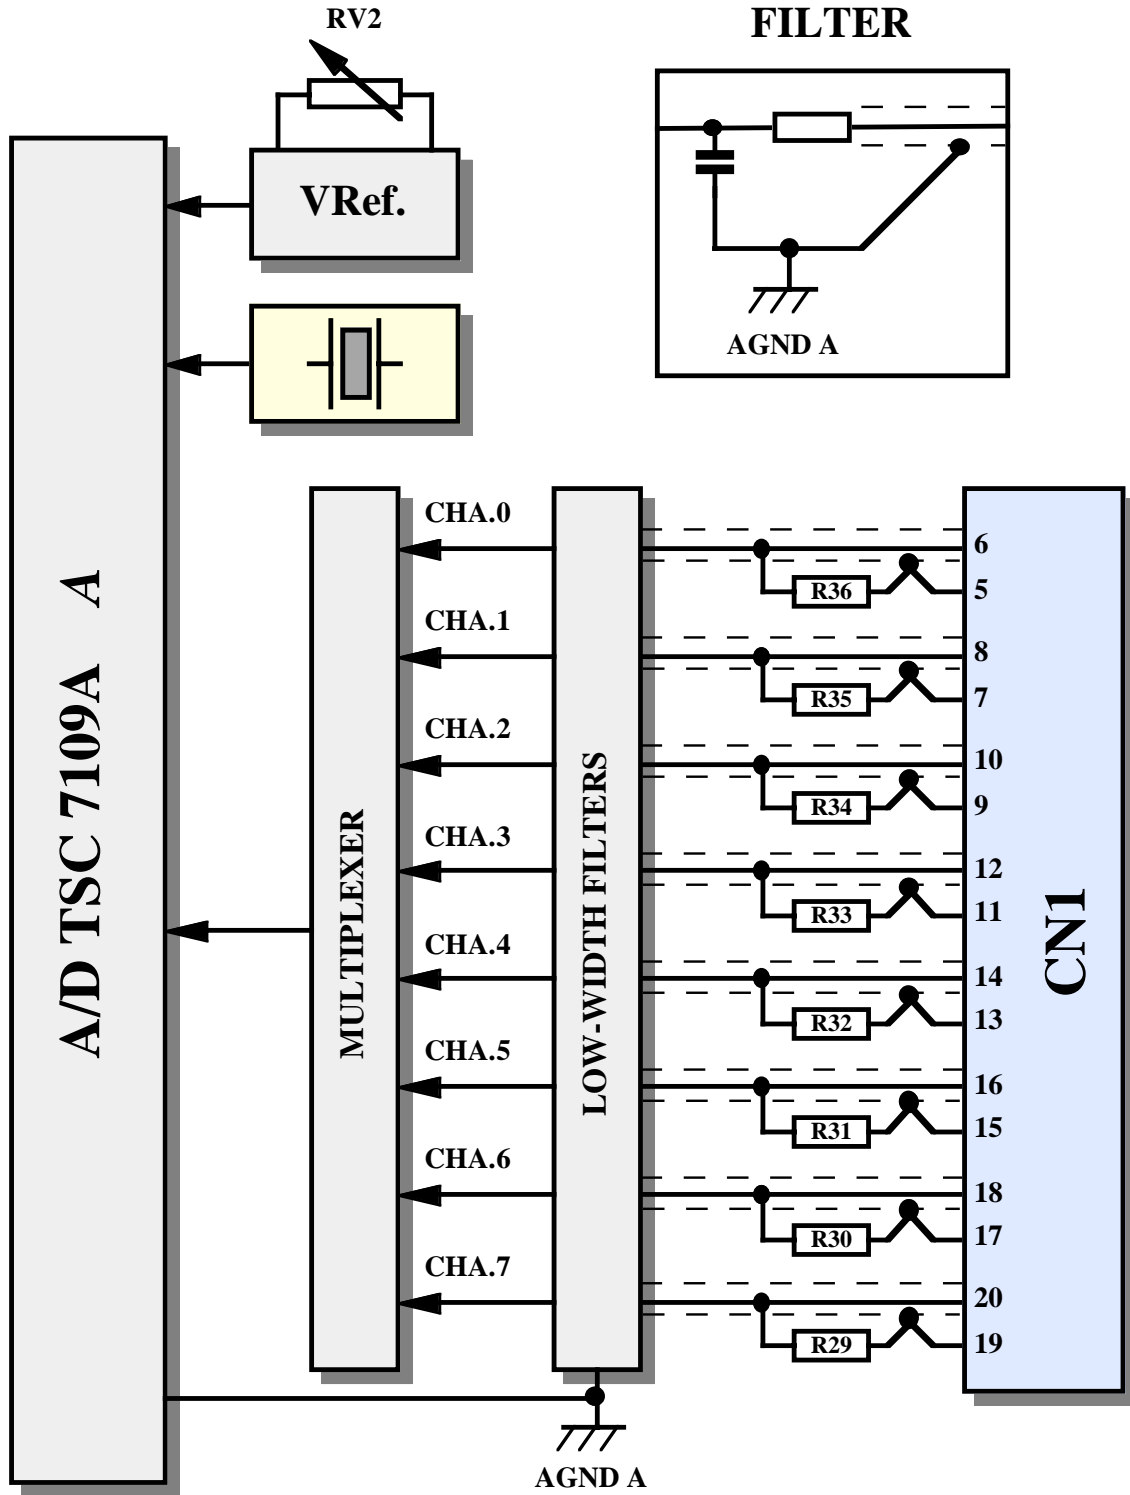 RV2
FILTER
VRef.
AGND A
A/D TSC 7109A A
MULTIPLEXER
LOW-WIDTH FILTERS
CN1
CHA.0
6
R36
5
CHA.1
8
R35
7
CHA.2
10
R34
9
CHA.3
12
R33
11
CHA.4
14
R32
13
CHA.5
16
R31
15
CHA.6
18
R30
17
CHA.7
20
R29
19
AGND A